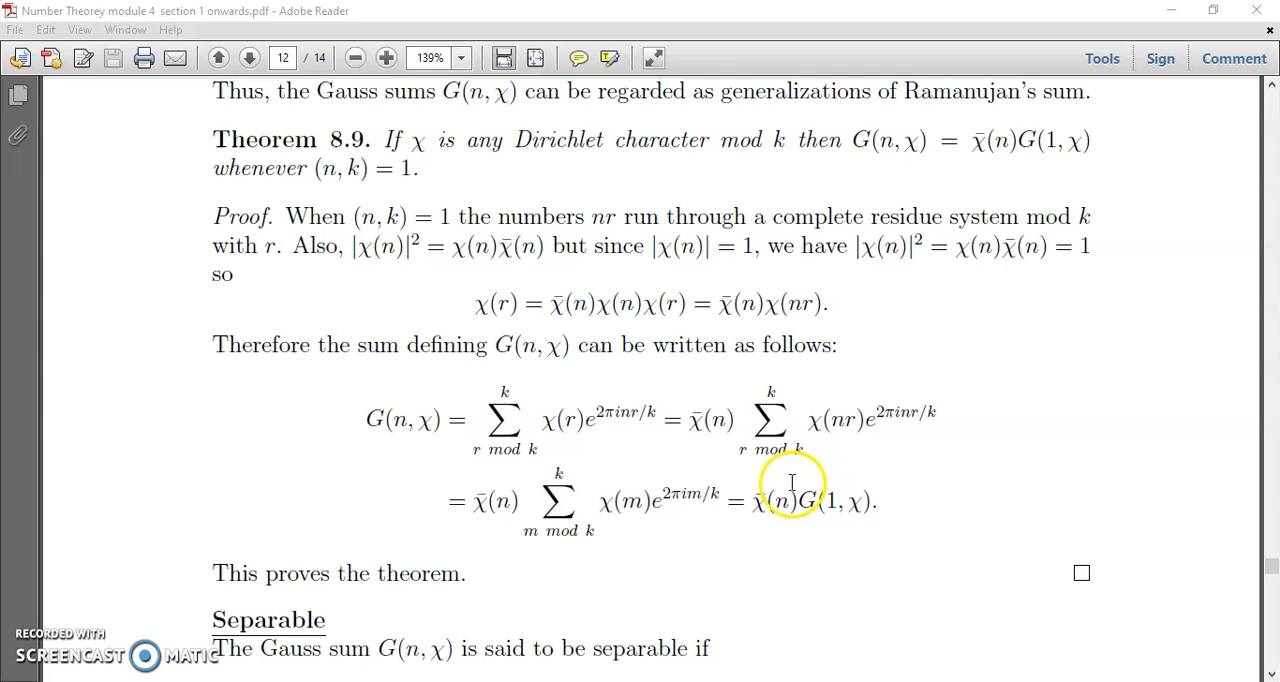 Number Theorey module 4 section 1 onwards.pdf - Adobe Reader
File Edit View Window Help
12 / 14 139% Tools Sign Comment
Thus, the Gauss sums G(n, χ) can be regarded as generalizations of Ramanujan's sum.
Theorem 8.9. If χ is any Dirichlet character mod k then G(n, χ) = χ̄(n)G(1, χ)
whenever (n, k) = 1.
Proof. When (n, k) = 1 the numbers nr run through a complete residue system mod k
with r. Also, |χ(n)|² = χ(n)χ̄(n) but since |χ(n)| = 1, we have |χ(n)|² = χ(n)χ̄(n) = 1
so
χ(r) = χ̄(n)χ(n)χ(r) = χ̄(n)χ(nr).
Therefore the sum defining G(n, χ) can be written as follows:
G(n, χ) = ∑_{r mod k}^{k} χ(r)e^{2πinr/k} = χ̄(n) ∑_{r mod k}^{k} χ(nr)e^{2πinr/k}
= χ̄(n) ∑_{m mod k}^{k} χ(m)e^{2πim/k} = χ̄(n)G(1, χ).
This proves the theorem. □
Separable
The Gauss sum G(n, χ) is said to be separable if
RECORDED WITH
SCREENCAST MATIC